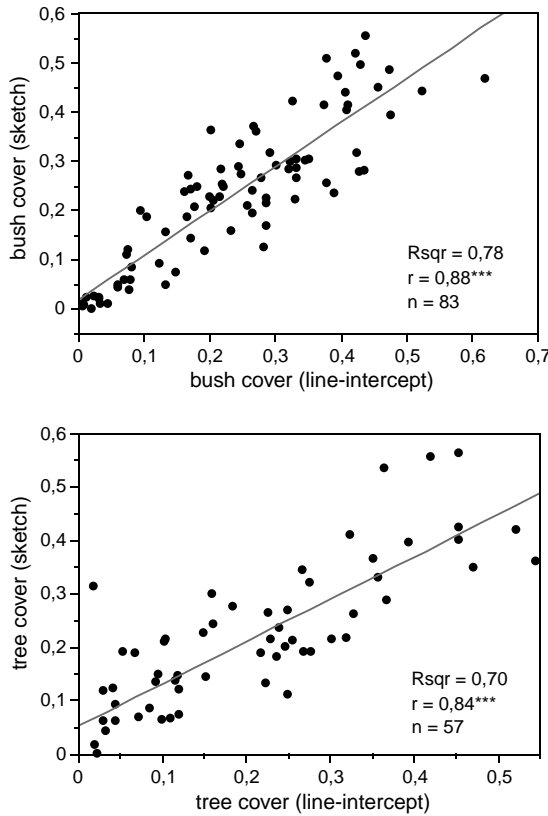 0,6
0,5
0,4
0,3
0,2
0,1
0
bush cover (sketch)
Rsqr = 0,78
r = 0,88***
n = 83
0 0,1 0,2 0,3 0,4 0,5 0,6 0,7
bush cover (line-intercept)
0,6
0,5
0,4
0,3
0,2
0,1
0
tree cover (sketch)
Rsqr = 0,70
r = 0,84***
n = 57
0 0,1 0,2 0,3 0,4 0,5
tree cover (line-intercept)